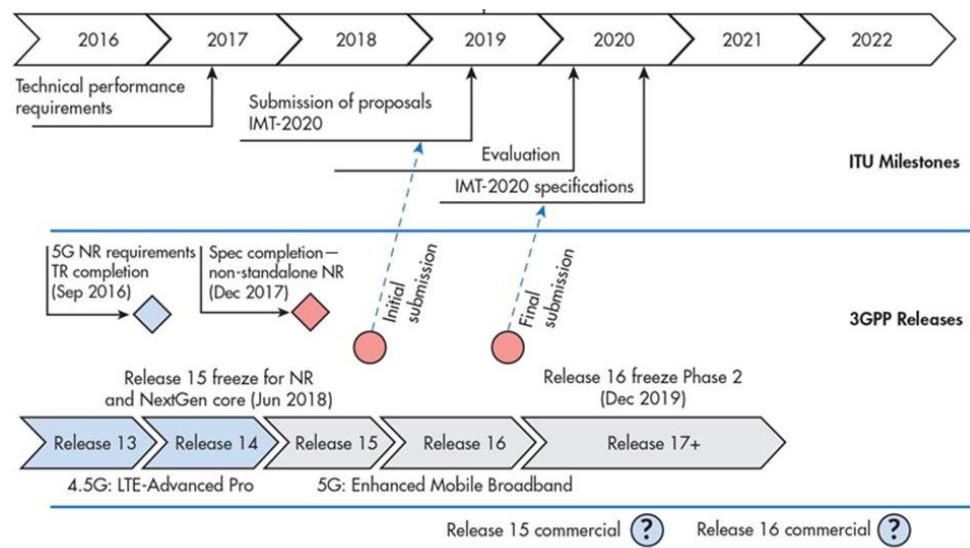 2016 2017 2018 2019 2020 2021 2022
Technical performance
requirements
Submission of proposals
IMT-2020
Evaluation
IMT-2020 specifications
ITU Milestones
5G NR requirements
TR completion
(Sep 2016)
Spec completion—
non-standalone NR
(Dec 2017)
Initial
submission
Final
submission
3GPP Releases
Release 15 freeze for NR
and NextGen core (Jun 2018)
Release 16 freeze Phase 2
(Dec 2019)
Release 13 Release 14 Release 15 Release 16 Release 17+
4.5G: LTE-Advanced Pro 5G: Enhanced Mobile Broadband
Release 15 commercial ? Release 16 commercial ?